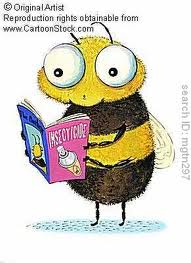 © Original Artist
Reproduction rights obtainable from
www.CartoonStock.com
INSECTICIDE
search ID: mgtn297